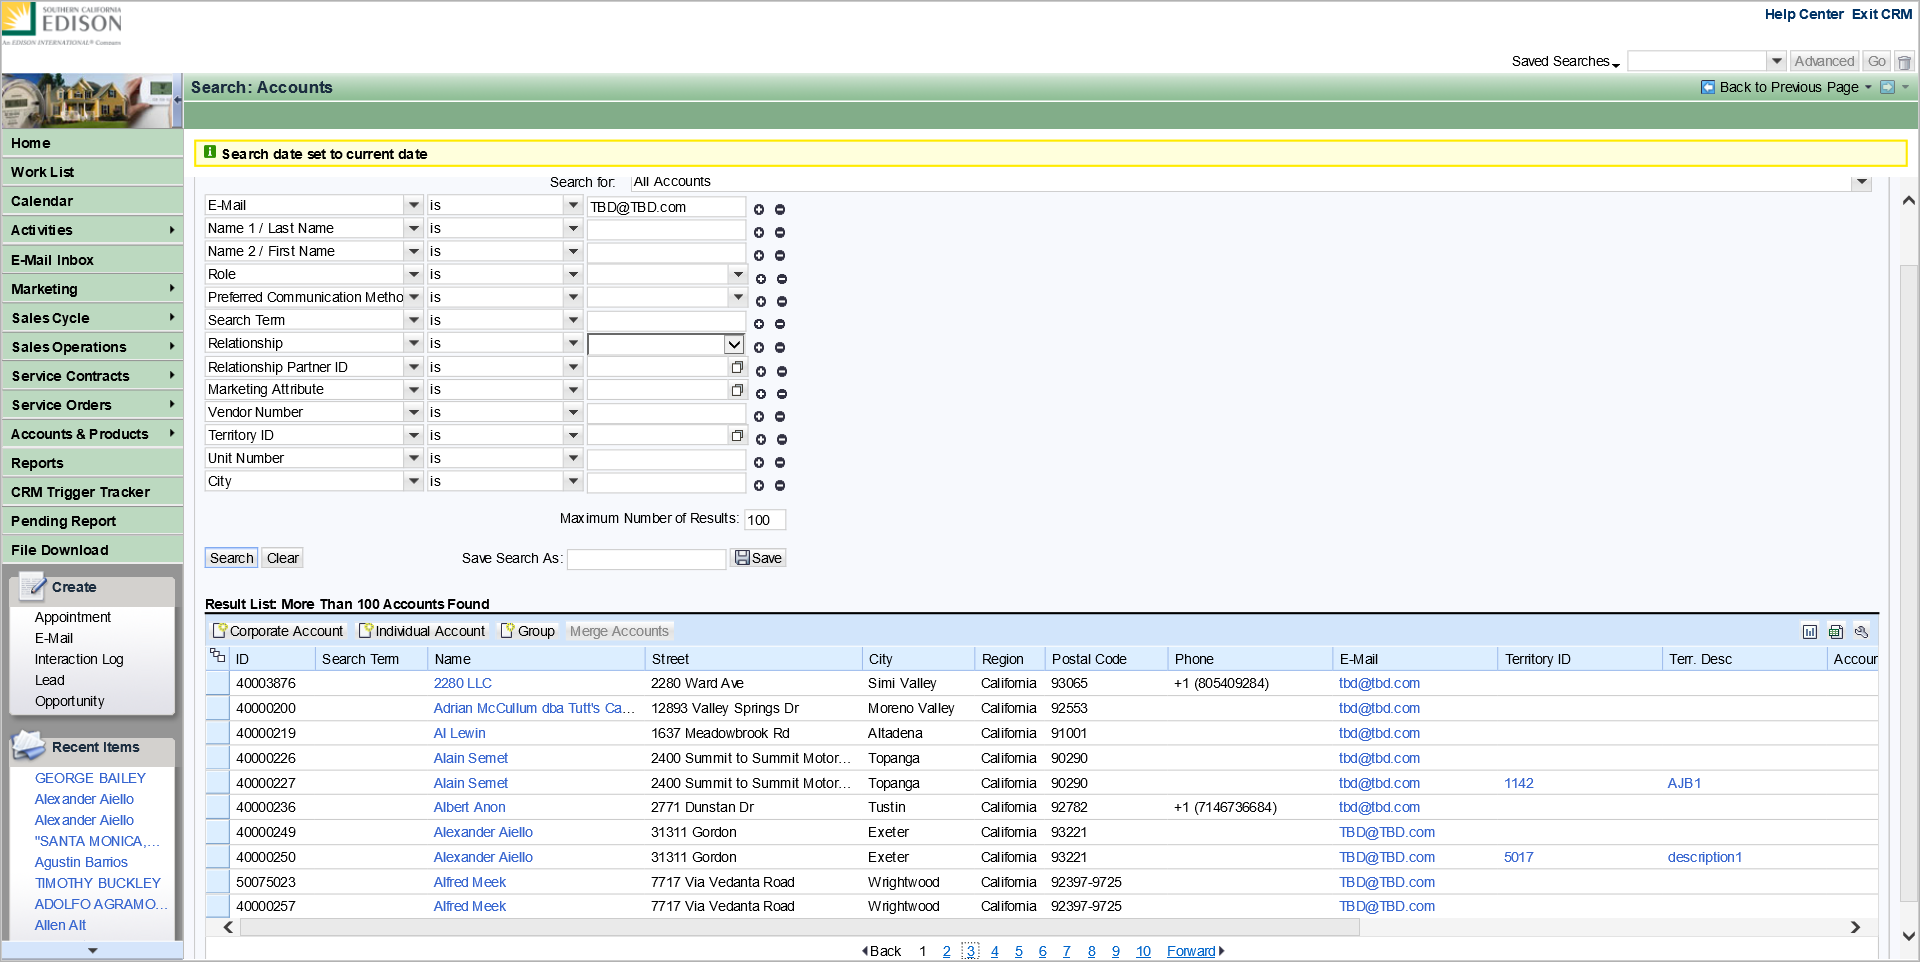 SOUTHERN CALIFORNIA
EDISON
An EDISON INTERNATIONAL® Company
Help Center Exit CRM
Saved Searches Advanced Go
Search: Accounts
Back to Previous Page
Search date set to current date
Home
Work List
Calendar
Activities
E-Mail Inbox
Marketing
Sales Cycle
Sales Operations
Service Contracts
Service Orders
Accounts & Products
Reports
CRM Trigger Tracker
Pending Report
File Download
Create
Appointment
E-Mail
Interaction Log
Lead
Opportunity
Recent Items
GEORGE BAILEY
Alexander Aiello
Alexander Aiello
"SANTA MONICA,...
Agustin Barrios
TIMOTHY BUCKLEY
ADOLFO AGRAMO...
Allen Alt
Search for: All Accounts
E-Mail is TBD@TBD.com
Name 1 / Last Name is
Name 2 / First Name is
Role is
Preferred Communication Metho is
Search Term is
Relationship is
Relationship Partner ID is
Marketing Attribute is
Vendor Number is
Territory ID is
Unit Number is
City is
Maximum Number of Results: 100
Search Clear Save Search As: Save
Result List: More Than 100 Accounts Found
Corporate Account Individual Account Group Merge Accounts
ID Search Term Name Street City Region Postal Code Phone E-Mail Territory ID Terr. Desc Accour
40003876 2280 LLC 2280 Ward Ave Simi Valley California 93065 +1 (805409284) tbd@tbd.com
40000200 Adrian McCullum dba Tutt's Ca... 12893 Valley Springs Dr Moreno Valley California 92553 tbd@tbd.com
40000219 Al Lewin 1637 Meadowbrook Rd Altadena California 91001 tbd@tbd.com
40000226 Alain Semet 2400 Summit to Summit Motor... Topanga California 90290 tbd@tbd.com
40000227 Alain Semet 2400 Summit to Summit Motor... Topanga California 90290 tbd@tbd.com 1142 AJB1
40000236 Albert Anon 2771 Dunstan Dr Tustin California 92782 +1 (7146736684) tbd@tbd.com
40000249 Alexander Aiello 31311 Gordon Exeter California 93221 TBD@TBD.com
40000250 Alexander Aiello 31311 Gordon Exeter California 93221 TBD@TBD.com 5017 description1
50075023 Alfred Meek 7717 Via Vedanta Road Wrightwood California 92397-9725 TBD@TBD.com
40000257 Alfred Meek 7717 Via Vedanta Road Wrightwood California 92397-9725 TBD@TBD.com
Back 1 2 3 4 5 6 7 8 9 10 Forward